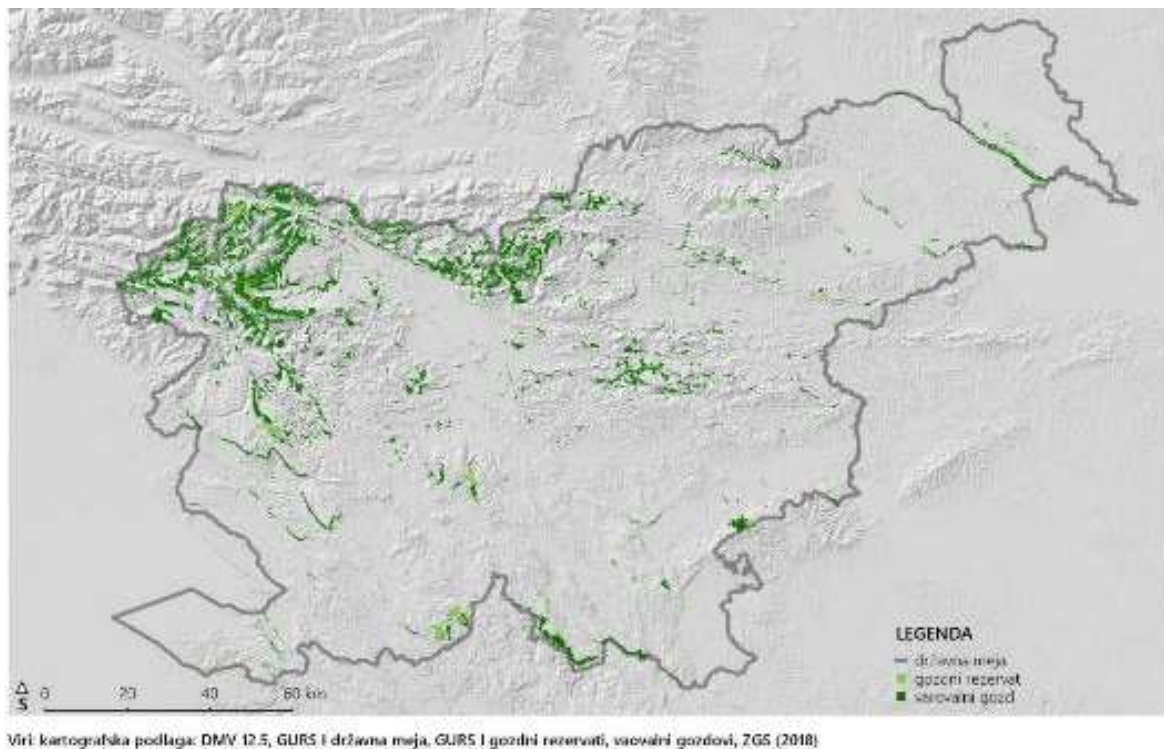 LEGENDA
državna meja
gozdni rezervat
varovalni gozd
S
0 20 40 60 km
Viri: kartografska podlaga: DMV 12.5, GURS | državna meja, GURS | gozdni rezervati, varovalni gozdovi, ZGS (2018)